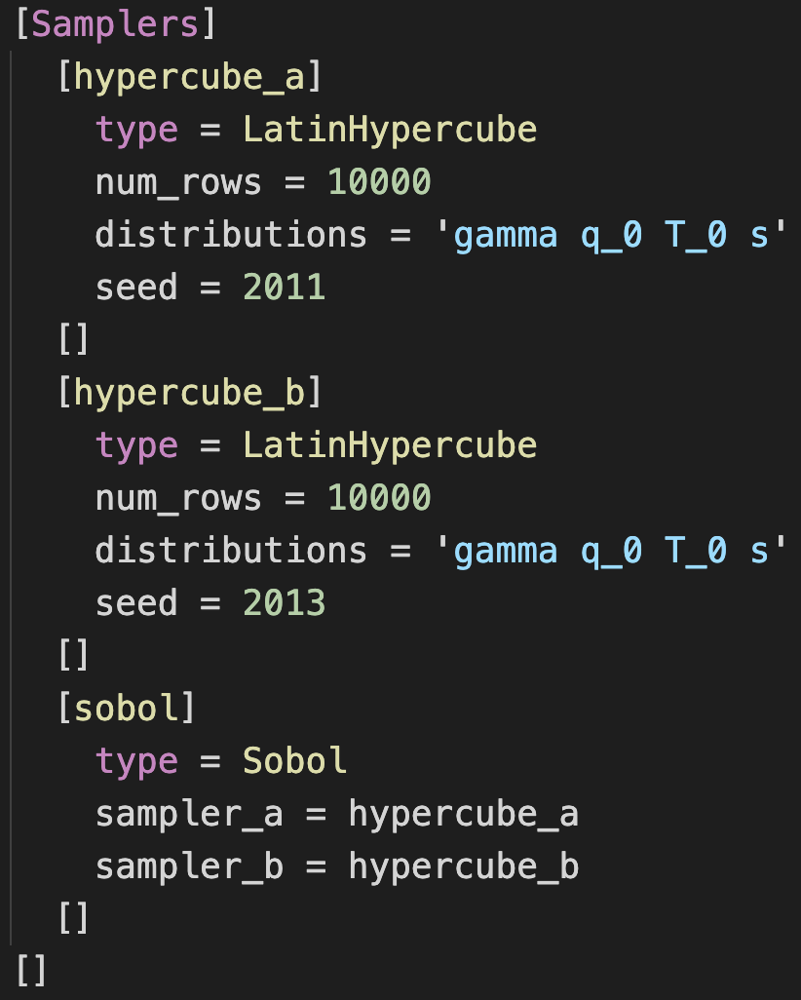 [Samplers]
  [hypercube_a]
    type = LatinHypercube
    num_rows = 10000
    distributions = 'gamma q_0 T_0 s'
    seed = 2011
  []
  [hypercube_b]
    type = LatinHypercube
    num_rows = 10000
    distributions = 'gamma q_0 T_0 s'
    seed = 2013
  []
  [sobol]
    type = Sobol
    sampler_a = hypercube_a
    sampler_b = hypercube_b
  []
[]